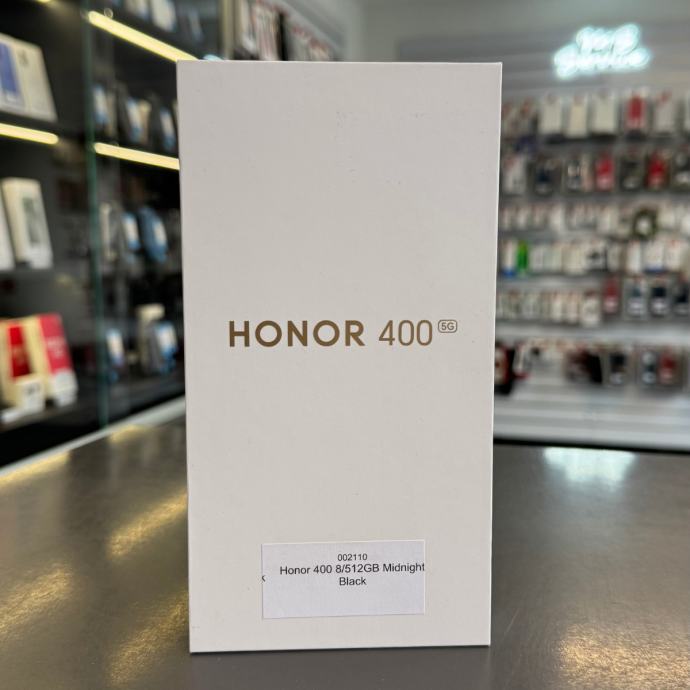 HONOR 400 5G
002110
Honor 400 8/512GB Midnight
Black